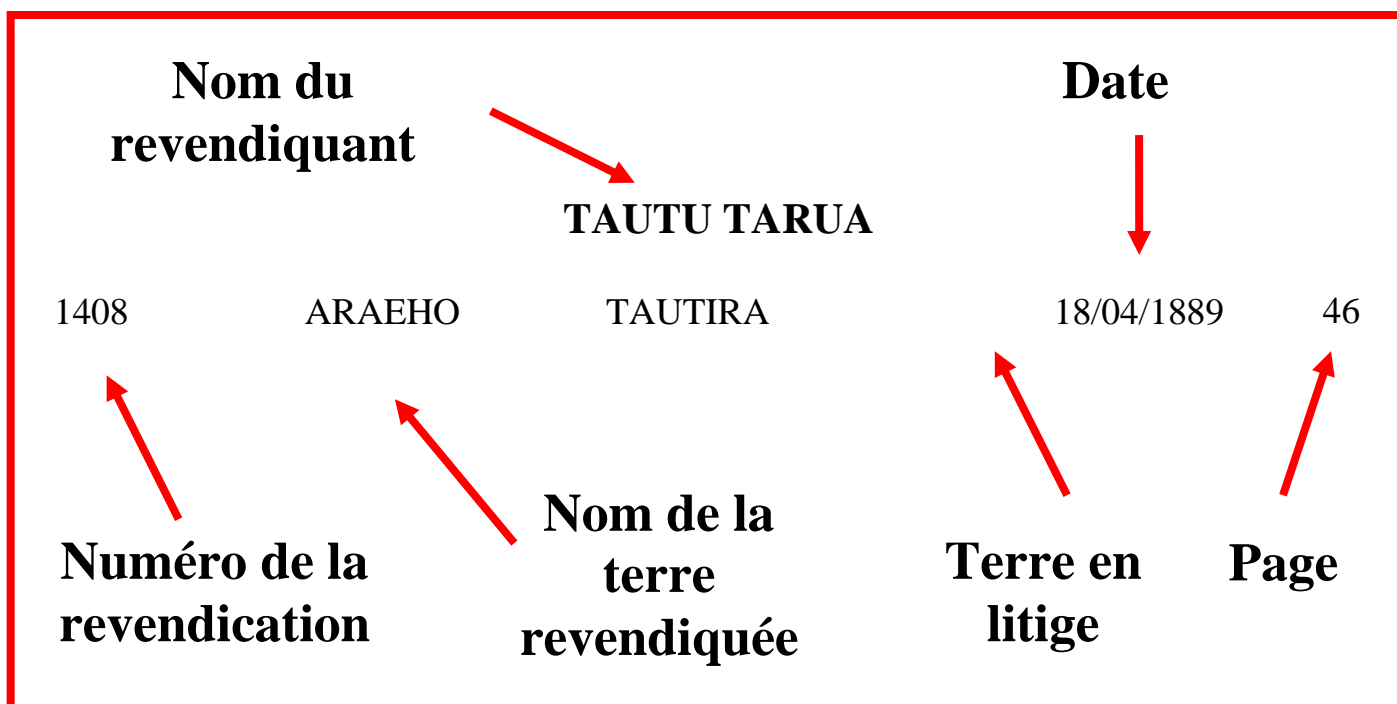 Nom du
revendiquant
Date
TAUTU TARUA
1408 ARAEHO TAUTIRA 18/04/1889 46
Numéro de la
revendication
Nom de la
terre
revendiquée
Terre en
litige
Page